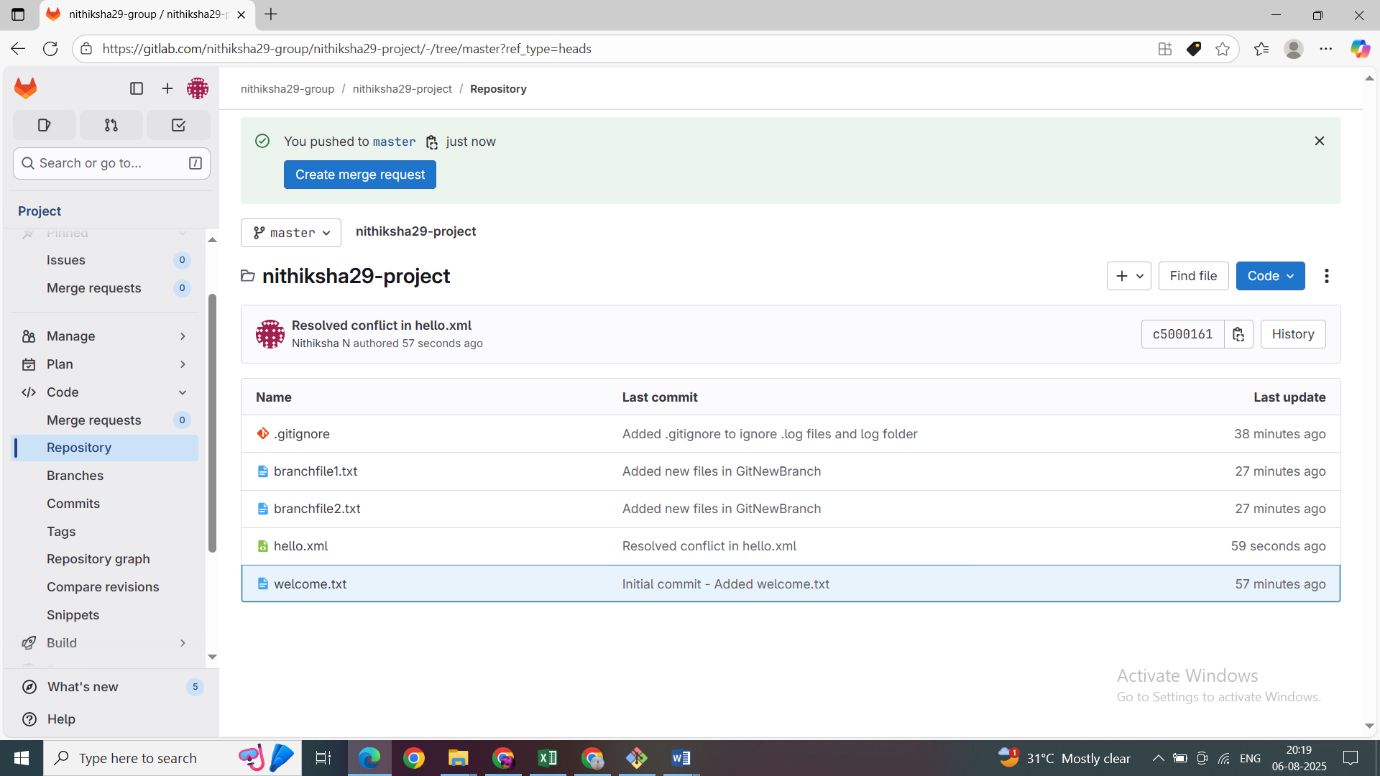 nithiksha29-group / nithiksha29-p
https://gitlab.com/nithiksha29-group/nithiksha29-project/-/tree/master?ref_type=heads
nithiksha29-group / nithiksha29-project / Repository
Search or go to... /
Project
Pinned
Issues 0
Merge requests 0
Manage
Plan
Code
Merge requests 0
Repository
Branches
Commits
Tags
Repository graph
Compare revisions
Snippets
Build
What's new 5
Help
You pushed to master just now
Create merge request
master nithiksha29-project
nithiksha29-project
Find file Code
Resolved conflict in hello.xml
Nithiksha N authored 57 seconds ago
c5000161 History
Name Last commit Last update
.gitignore Added .gitignore to ignore .log files and log folder 38 minutes ago
branchfile1.txt Added new files in GitNewBranch 27 minutes ago
branchfile2.txt Added new files in GitNewBranch 27 minutes ago
hello.xml Resolved conflict in hello.xml 59 seconds ago
welcome.txt Initial commit - Added welcome.txt 57 minutes ago
Activate Windows
Go to Settings to activate Windows.
Type here to search
1 31°C Mostly clear ENG
20:19
06-08-2025